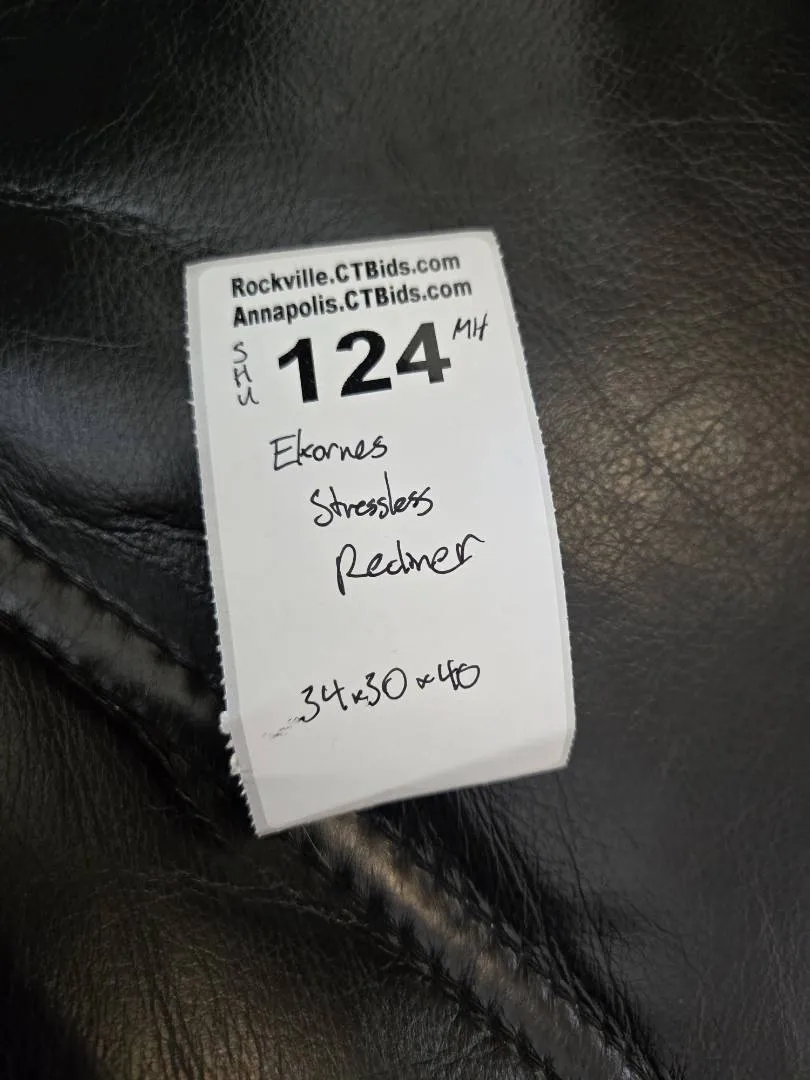 Rockville.CTBids.com
Annapolis.CTBids.com
SHU 124 MH
Ekornes
Stressless
Recliner
34x30x40